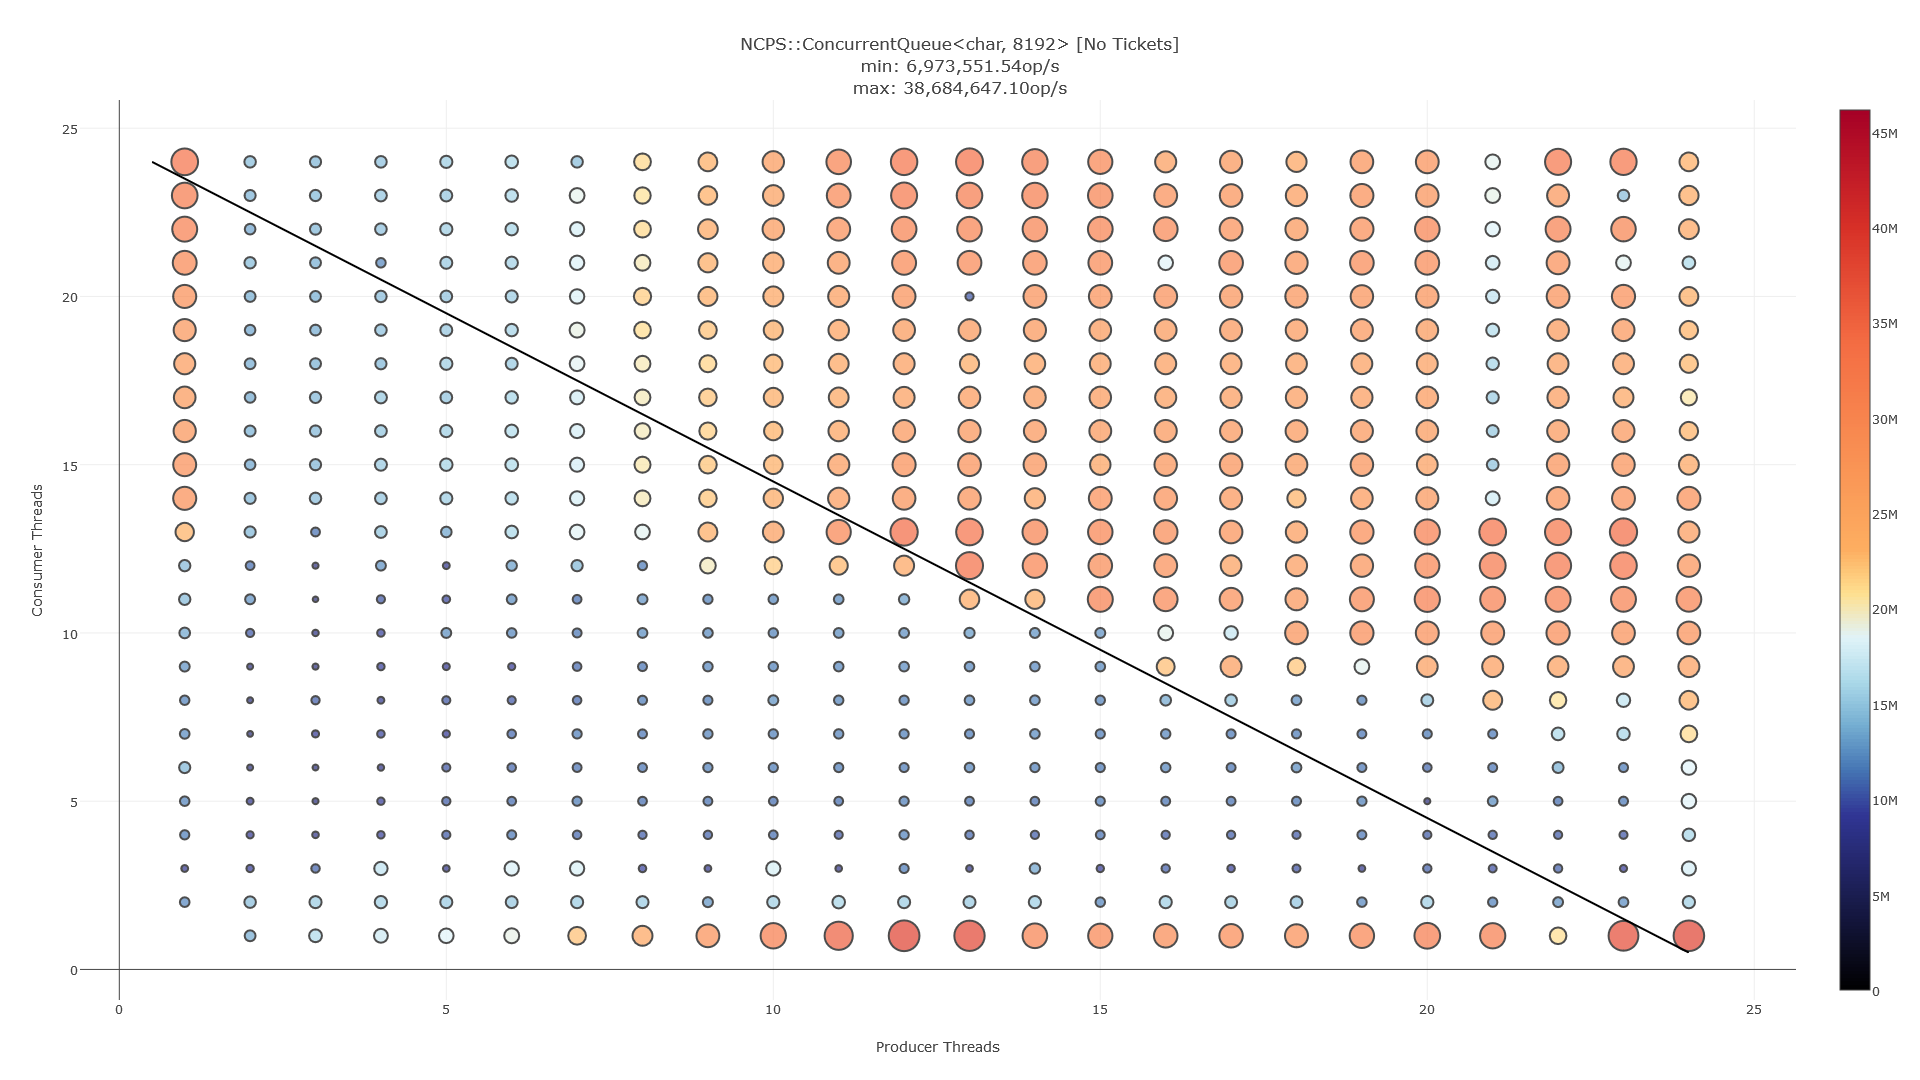 NCPS::ConcurrentQueue<char, 8192> [No Tickets]
min: 6,973,551.54op/s
max: 38,684,647.10op/s
25
20
15
10
5
0
Consumer Threads
0
5
10
15
20
25
Producer Threads
45M
40M
35M
30M
25M
20M
15M
10M
5M
0